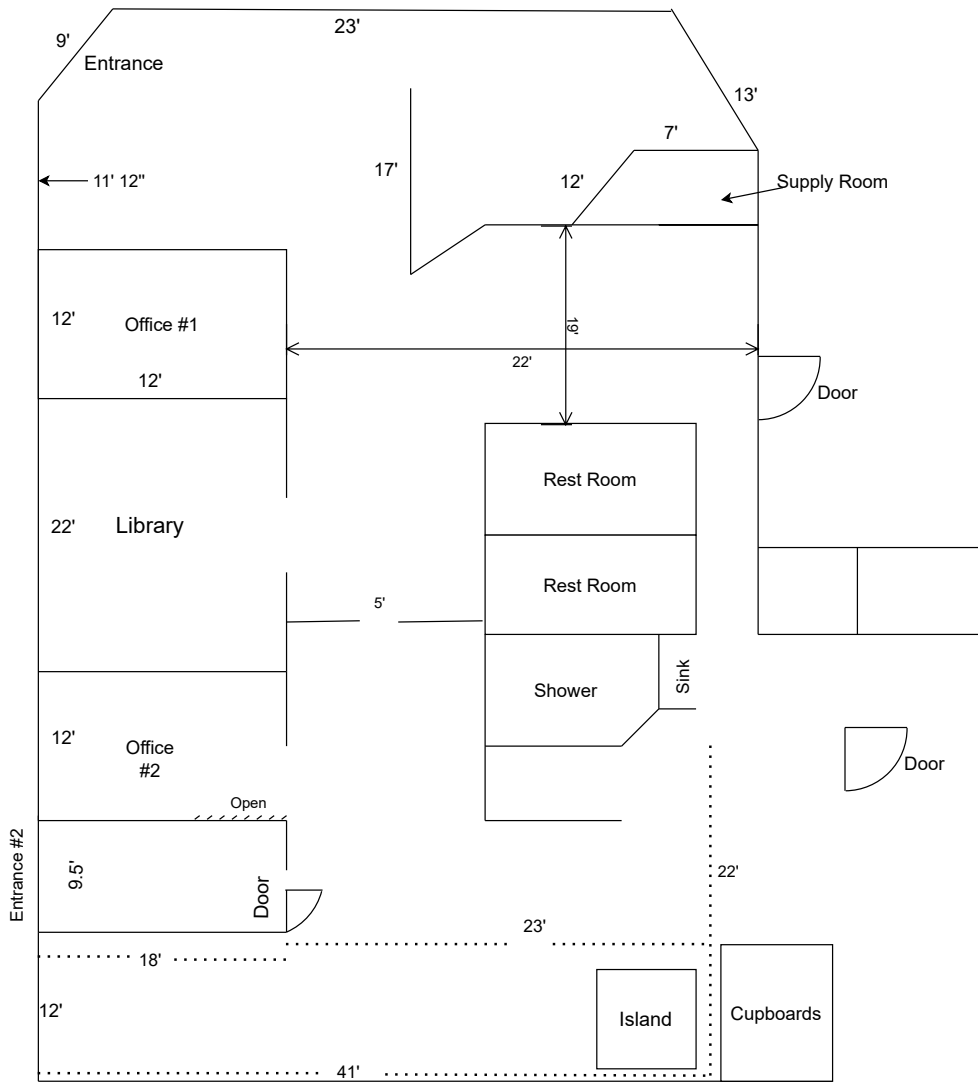 23'
9'
Entrance
13'
7'
17'
12'
11' 12"
Supply Room
12'
Office #1
19'
22'
12'
Door
Rest Room
22'
Library
Rest Room
5'
Shower
Sink
12'
Office
#2
Door
Open
Entrance #2
9.5'
Door
22'
23'
18'
12'
Island
Cupboards
41'